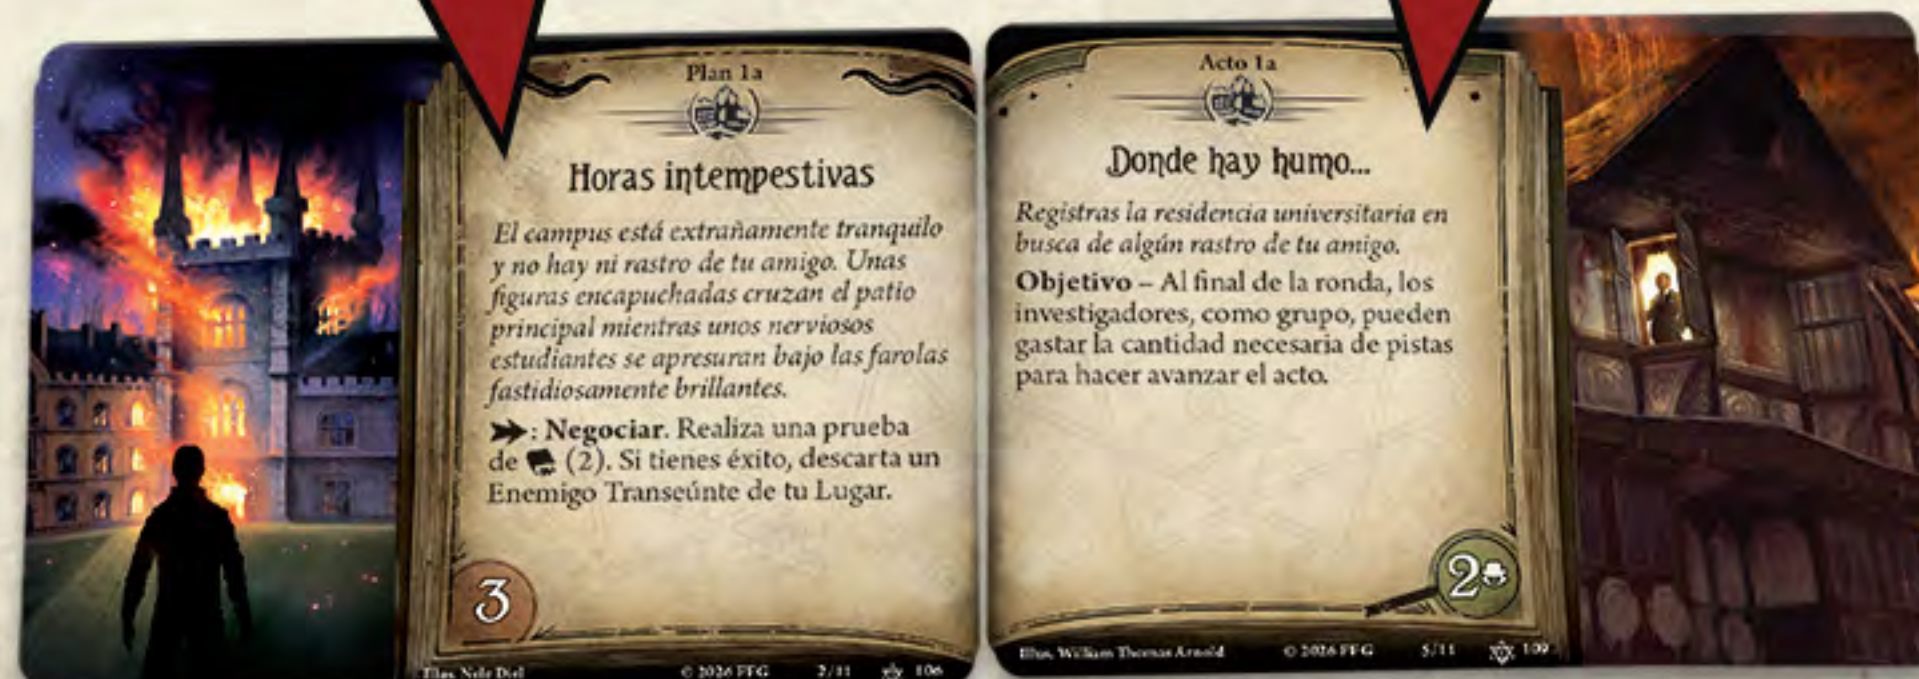 Plan 1a
Horas intempestivas
El campus está extrañamente tranquilo
y no hay ni rastro de tu amigo. Unas
figuras encapuchadas cruzan el patio
principal mientras unos nerviosos
estudiantes se apresuran bajo las farolas
fastidiosamente brillantes.
: Negociar. Realiza una prueba
de (2). Si tienes éxito, descarta un
Enemigo Transeúnte de tu Lugar.
3
Illus. Nele Diel
© 2026 FFG
2/11
106
Acto 1a
Donde hay humo...
Registras la residencia universitaria en
busca de algún rastro de tu amigo.
Objetivo – Al final de la ronda, los
investigadores, como grupo, pueden
gastar la cantidad necesaria de pistas
para hacer avanzar el acto.
2
Illus. William Thomas Arnold
© 2026 FFG
5/11
109